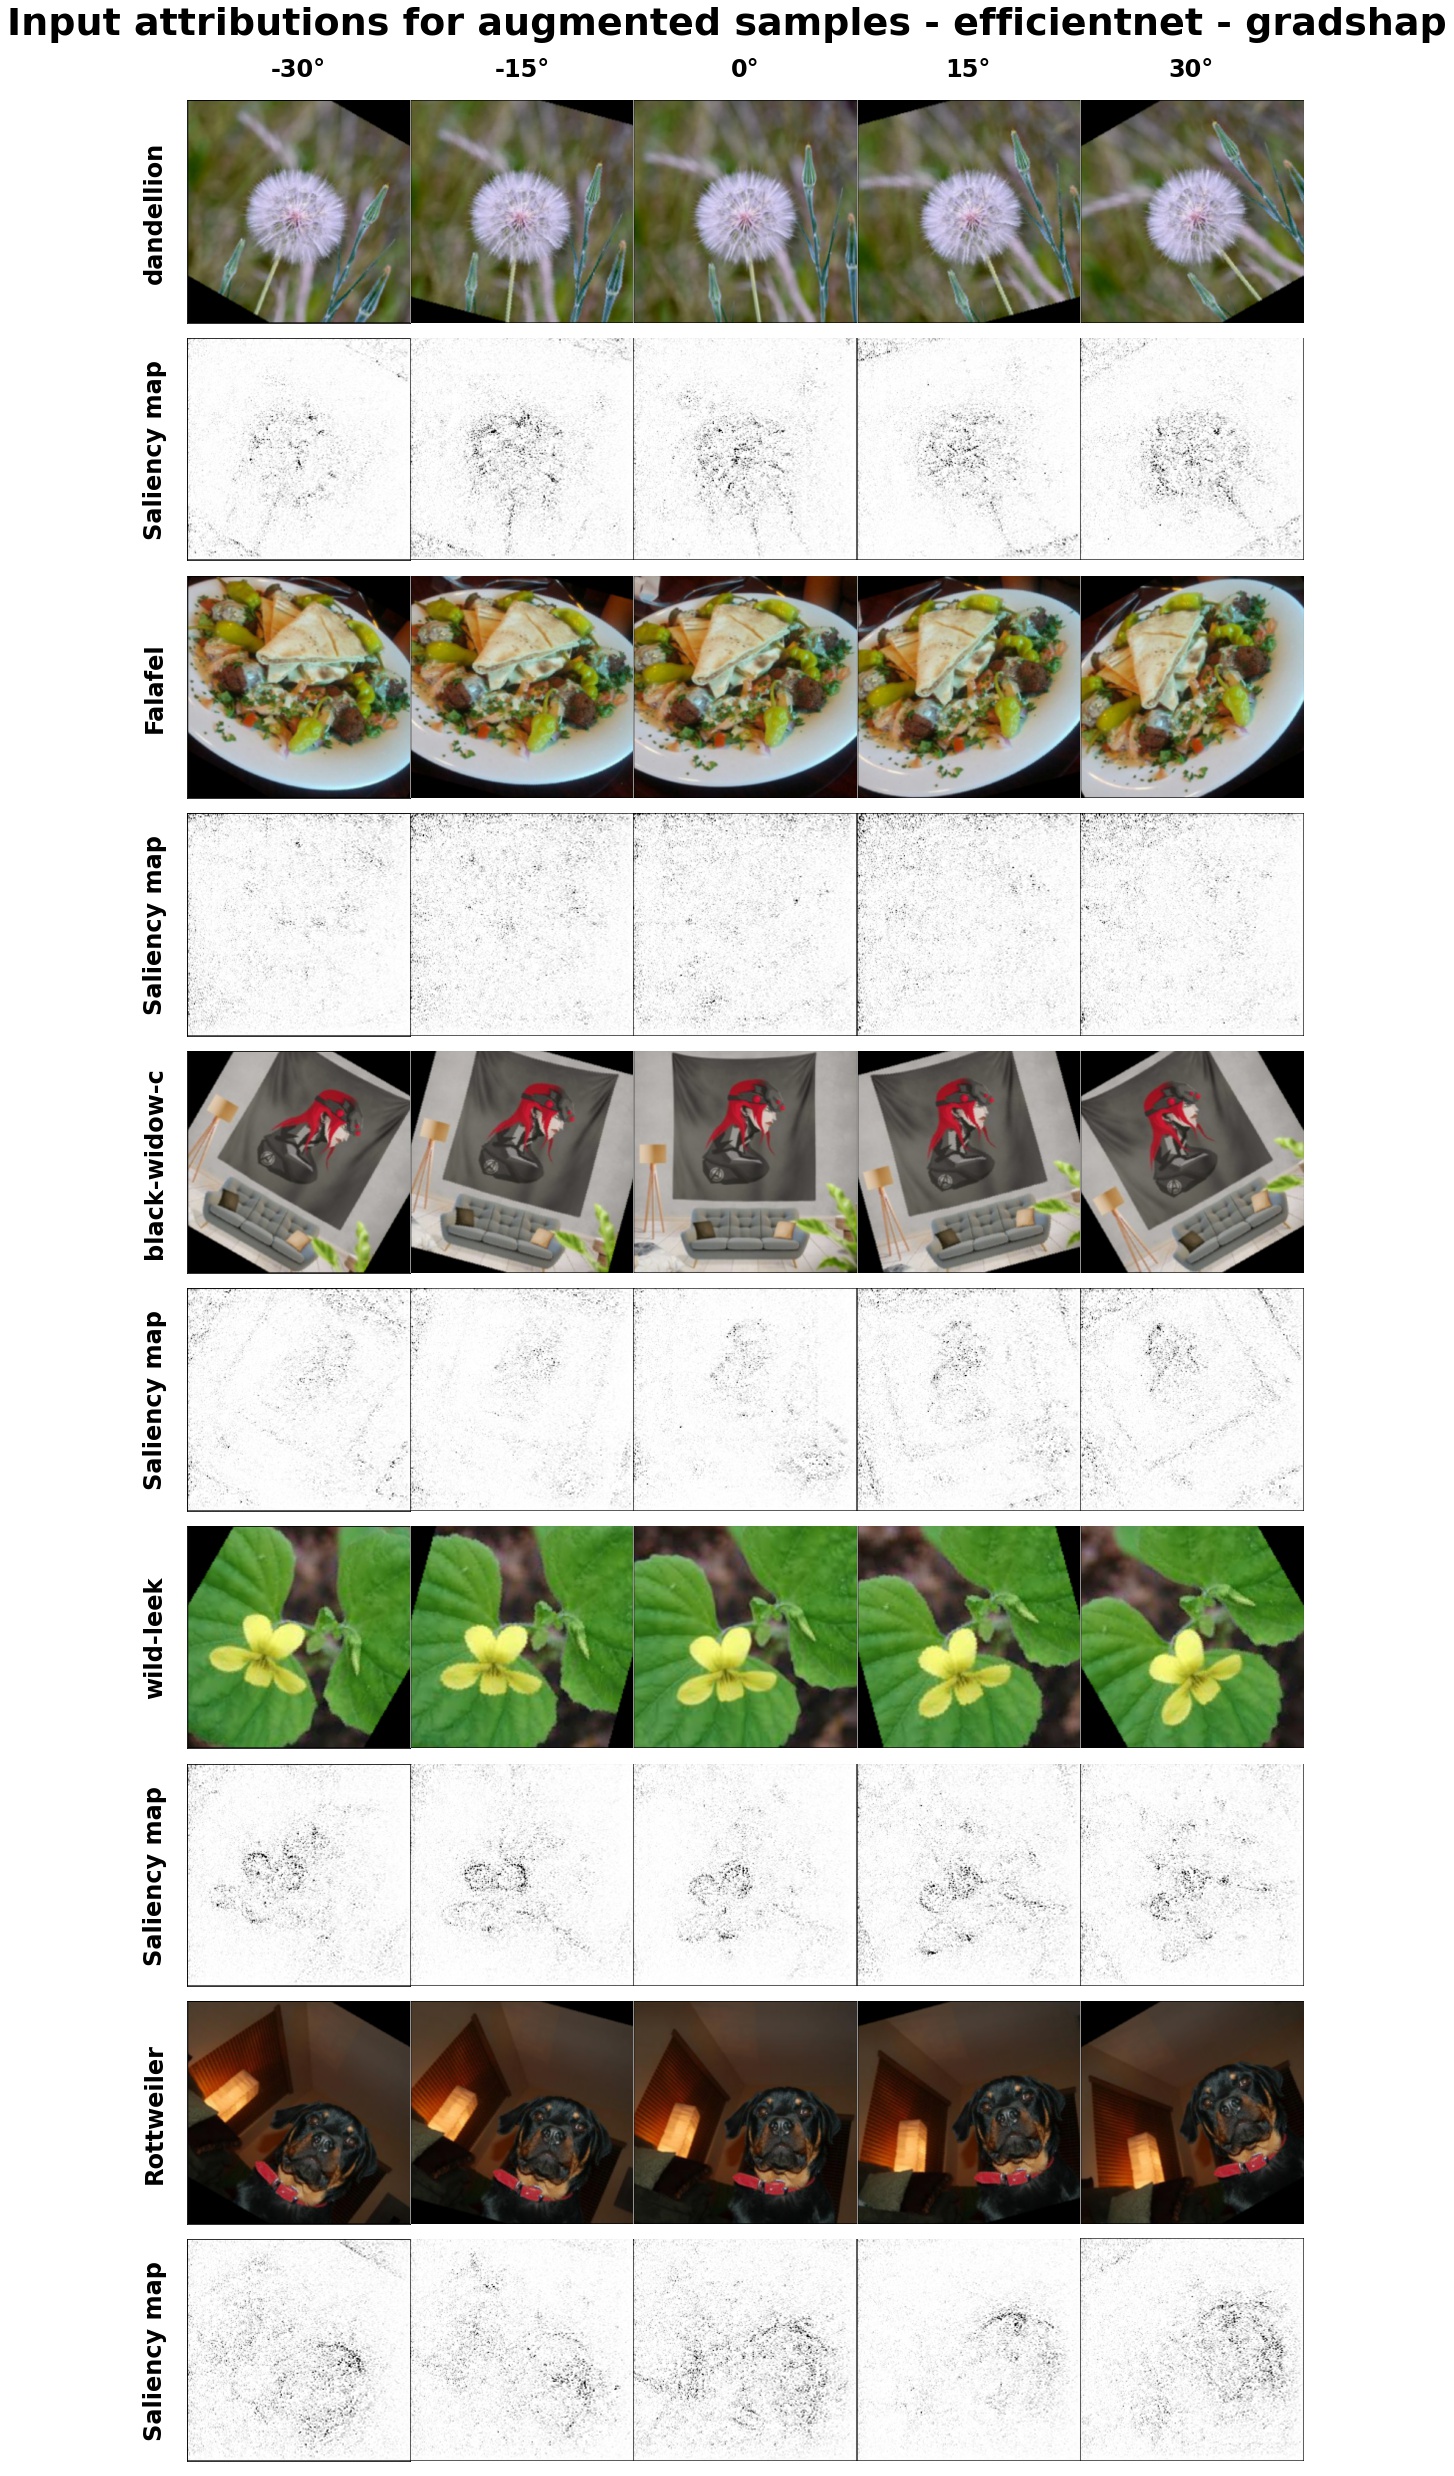 Input attributions for augmented samples - efficientnet - gradshap
-30° -15° 0° 15° 30°
dandellion
Saliency map
Falafel
Saliency map
black-widow-c
Saliency map
wild-leek
Saliency map
Rottweiler
Saliency map